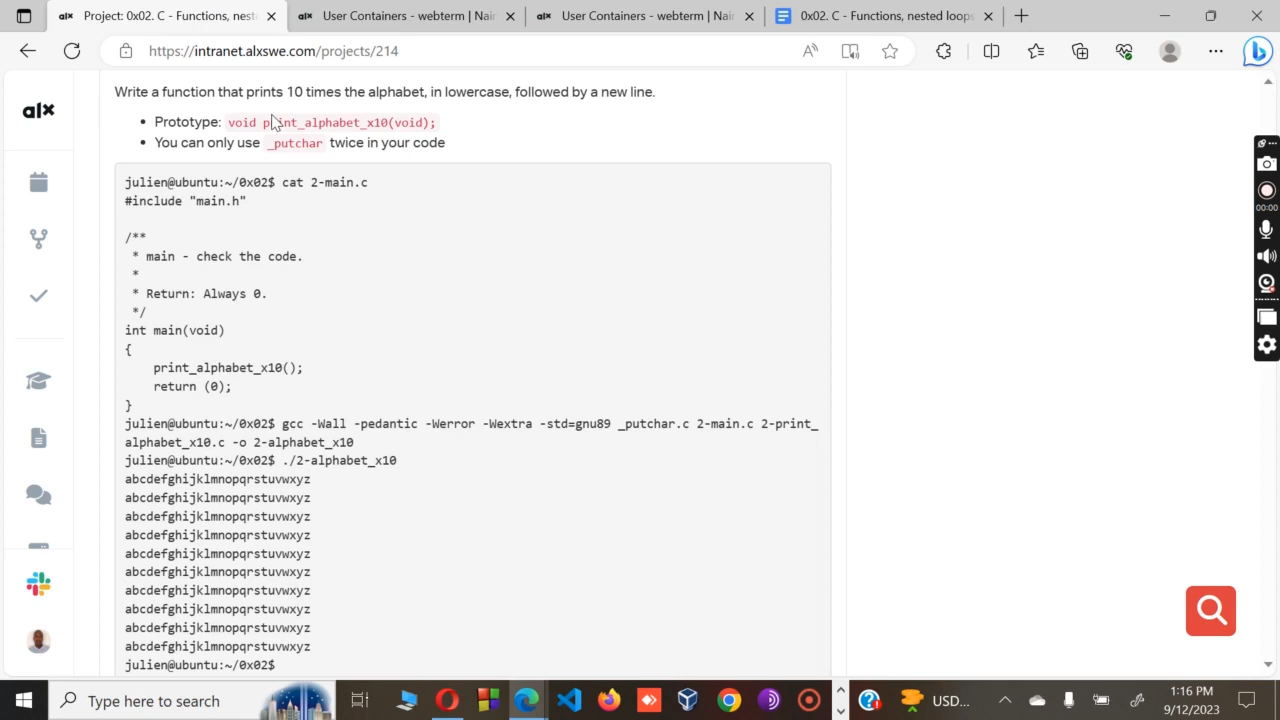 Project: 0x02. C - Functions, nest
User Containers - webterm | Nair
User Containers - webterm | Nair
0x02. C - Functions, nested loops
https://intranet.alxswe.com/projects/214
alx
Write a function that prints 10 times the alphabet, in lowercase, followed by a new line.
Prototype: void print_alphabet_x10(void);
You can only use _putchar twice in your code
julien@ubuntu:~/0x02$ cat 2-main.c
#include "main.h"
/**
* main - check the code.
*
* Return: Always 0.
*/
int main(void)
{
print_alphabet_x10();
return (0);
}
julien@ubuntu:~/0x02$ gcc -Wall -pedantic -Werror -Wextra -std=gnu89 _putchar.c 2-main.c 2-print_
alphabet_x10.c -o 2-alphabet_x10
julien@ubuntu:~/0x02$ ./2-alphabet_x10
abcdefghijklmnopqrstuvwxyz
abcdefghijklmnopqrstuvwxyz
abcdefghijklmnopqrstuvwxyz
abcdefghijklmnopqrstuvwxyz
abcdefghijklmnopqrstuvwxyz
abcdefghijklmnopqrstuvwxyz
abcdefghijklmnopqrstuvwxyz
abcdefghijklmnopqrstuvwxyz
abcdefghijklmnopqrstuvwxyz
abcdefghijklmnopqrstuvwxyz
julien@ubuntu:~/0x02$
00:00
Type here to search
USD...
1:16 PM
9/12/2023